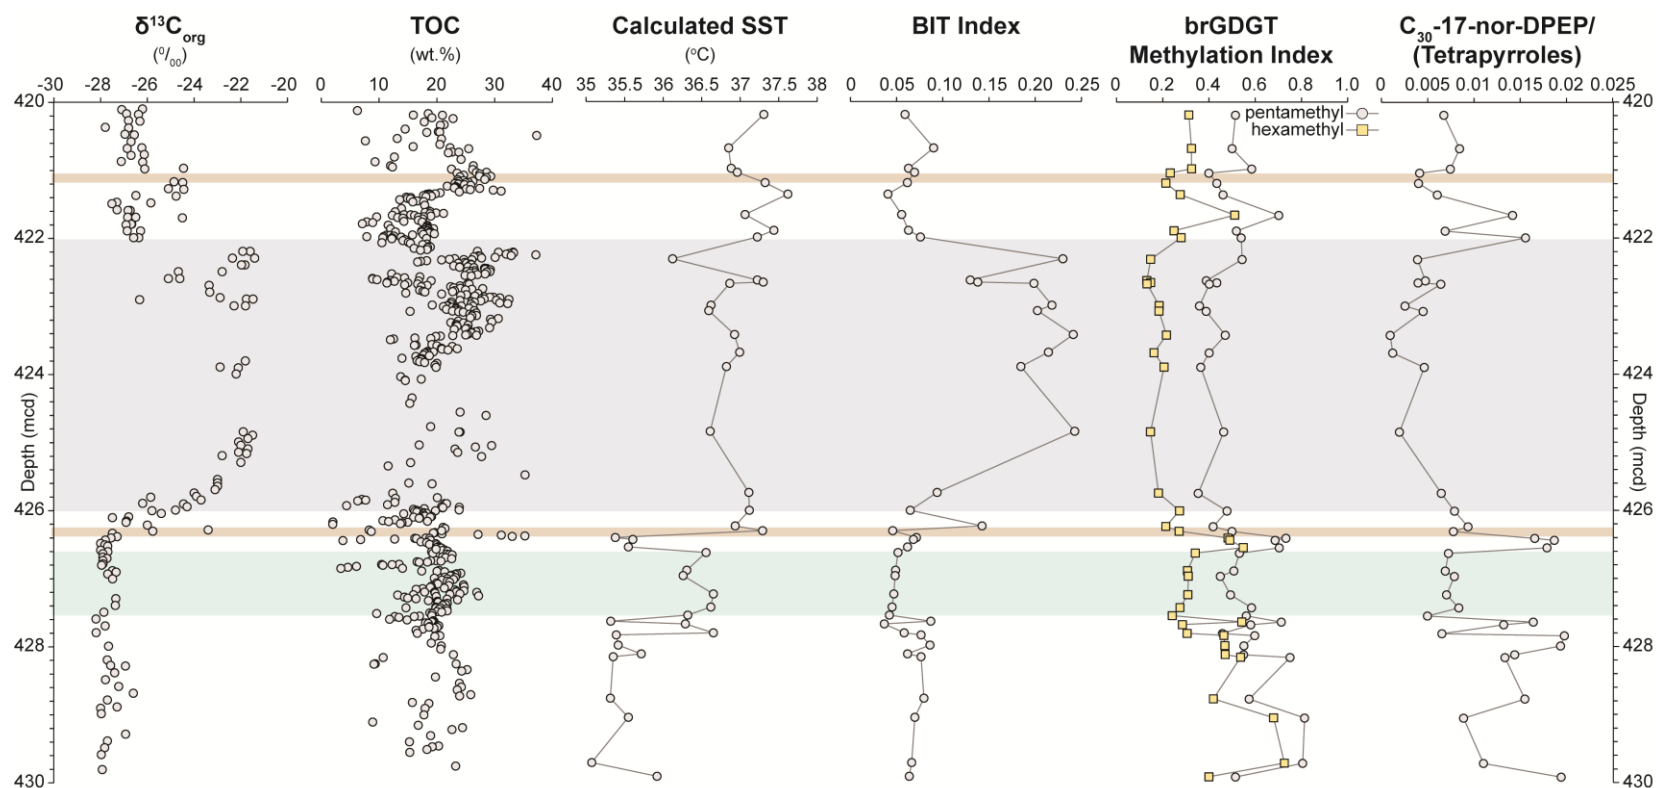 δ13Corg
(0/00)
TOC
(wt.%)
Calculated SST
(oC)
BIT Index
brGDGT
Methylation Index
C30-17-nor-DPEP/
(Tetrapyrroles)
-30 -28 -26 -24 -22 -20
0 10 20 30 40
35 35.5 36 36.5 37 37.5 38
0 0.05 0.10 0.15 0.20 0.25
0 0.2 0.4 0.6 0.8 1.0
0 0.005 0.01 0.015 0.02 0.025
pentamethyl
hexamethyl
420
422
424
426
428
430
Depth (mcd)
420
422
424
426
428
430
Depth (mcd)